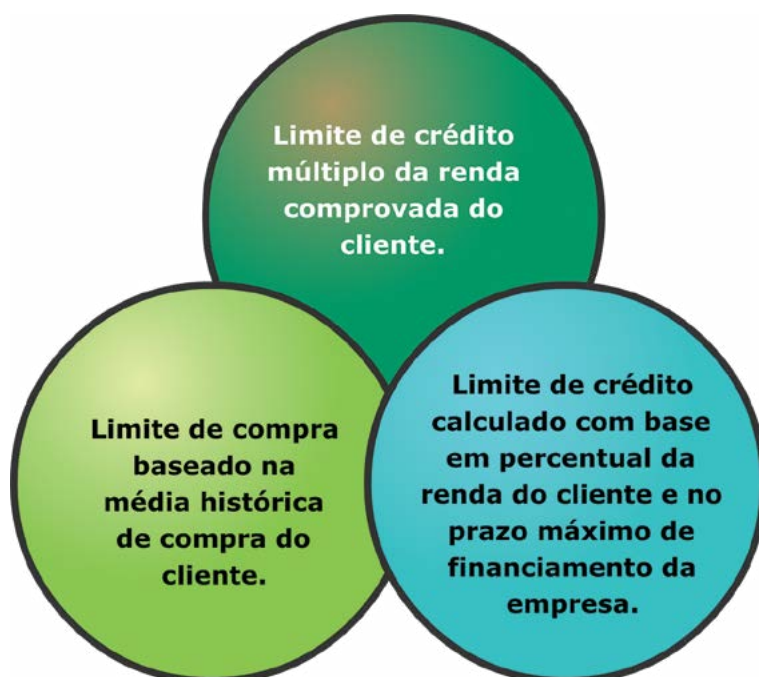 Limite de crédito
múltiplo da renda
comprovada do
cliente.
Limite de compra
baseado na
média histórica
de compra do
cliente.
Limite de crédito
calculado com base
em percentual da
renda do cliente e no
prazo máximo de
financiamento da
empresa.